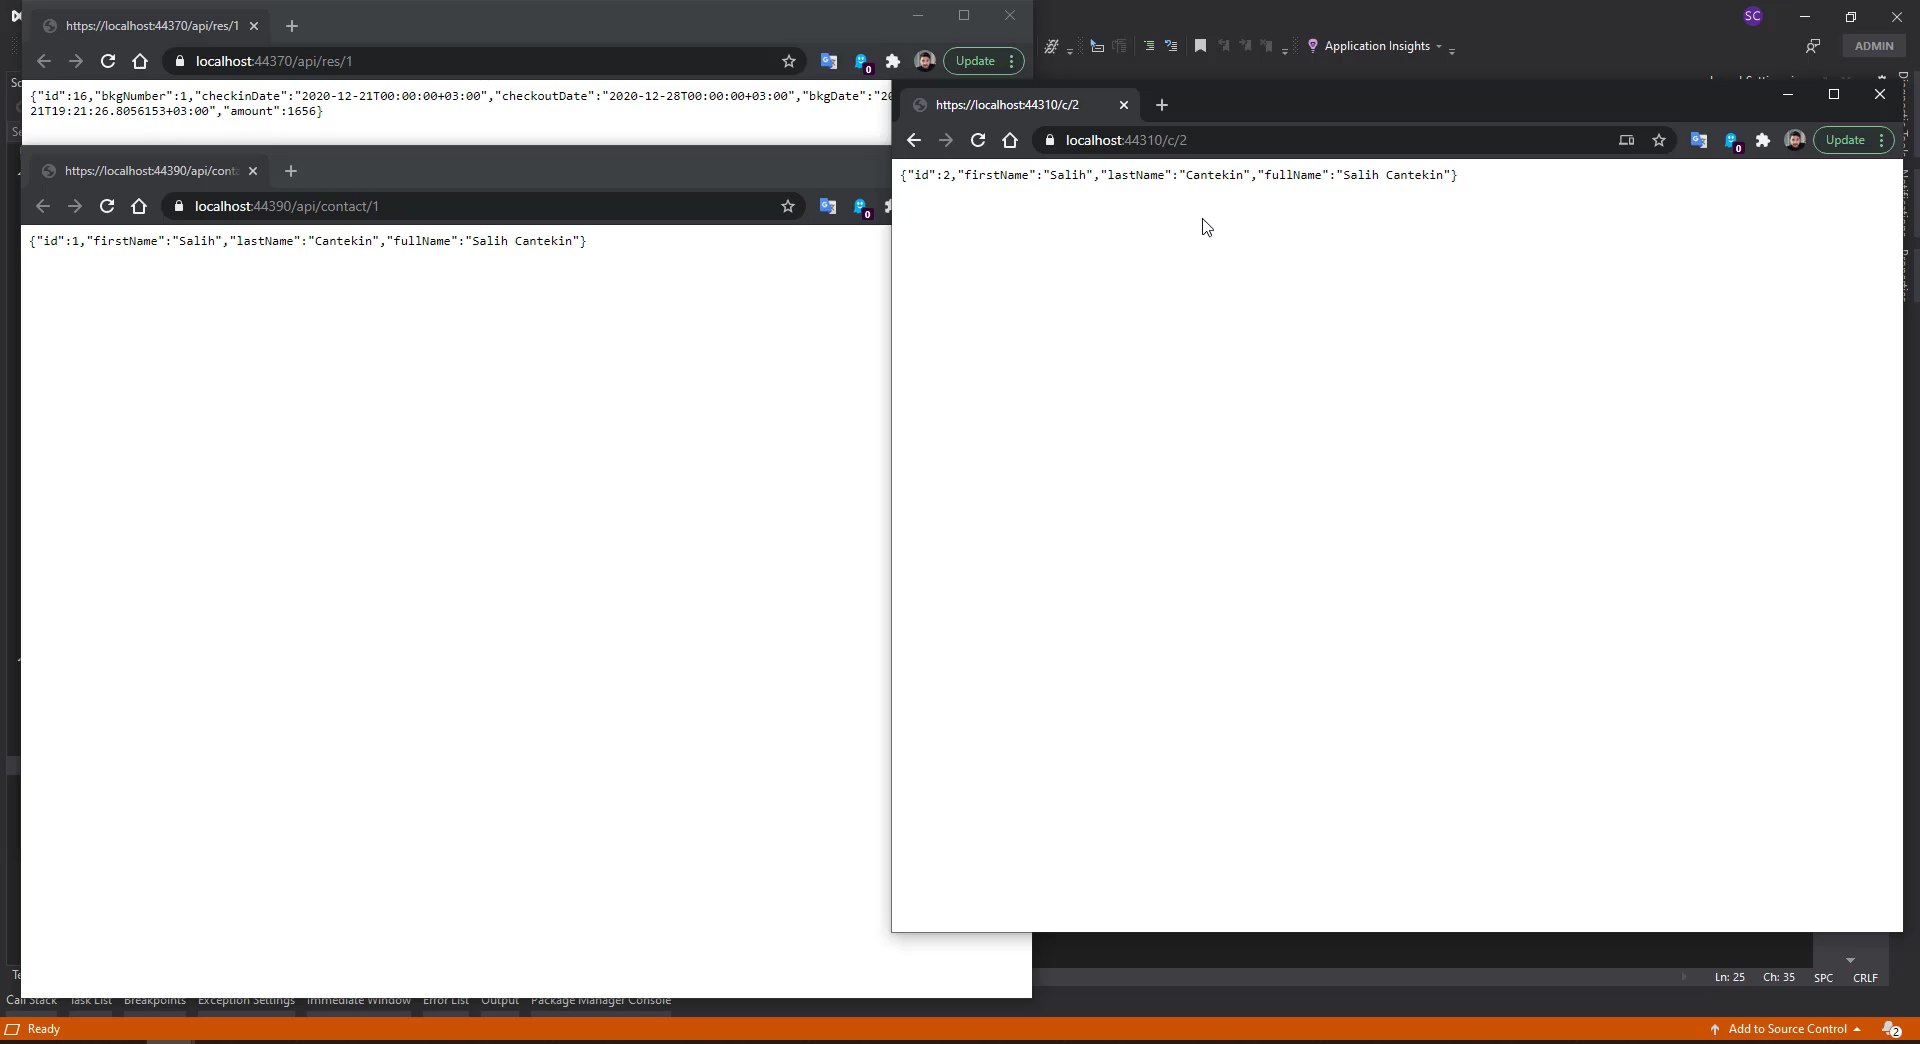 https://localhost:44370/api/res/1
localhost:44370/api/res/1
0
Update
{"id":16,"bkgNumber":1,"checkinDate":"2020-12-21T00:00:00+03:00","checkoutDate":"2020-12-28T00:00:00+03:00","bkgDate":"20
21T19:21:26.8056153+03:00","amount":1656}
https://localhost:44390/api/conta
localhost:44390/api/contact/1
0
{"id":1,"firstName":"Salih","lastName":"Cantekin","fullName":"Salih Cantekin"}
SC
Application Insights
ADMIN
https://localhost:44310/c/2
localhost:44310/c/2
0
Update
{"id":2,"firstName":"Salih","lastName":"Cantekin","fullName":"Salih Cantekin"}
Ln: 25 Ch: 35 SPC CRLF
Call Stack Task List Breakpoints Exception Settings Immediate Window Error List Output Package Manager Console
Ready
Add to Source Control
2